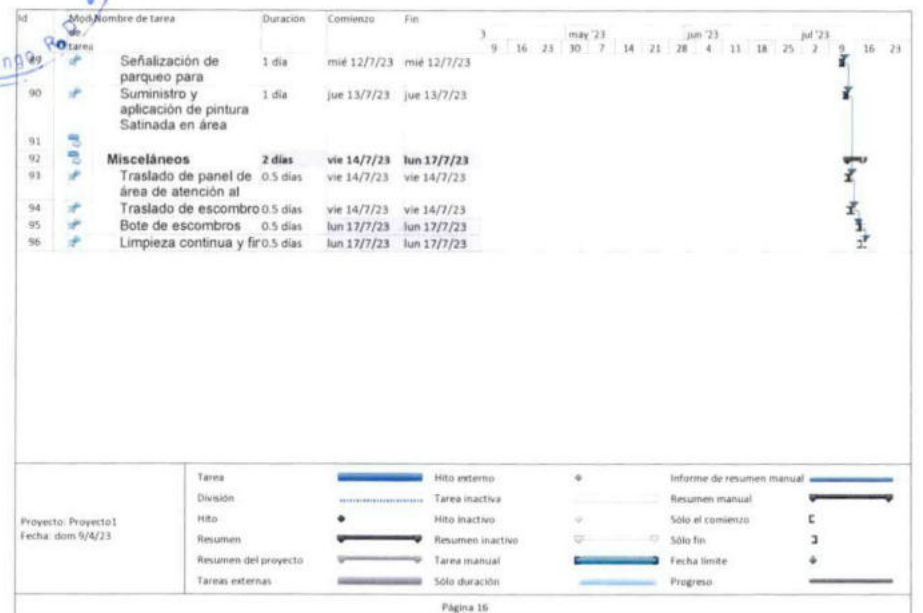 Id Modo Nombre de tarea Duración Comienzo Fin
de
tarea
3 may '23 jun '23 jul '23
9 16 23 30 7 14 21 28 4 11 18 25 2 9 16 23
89 Señalización de 1 día mié 12/7/23 mié 12/7/23
parqueo para
90 Suministro y 1 día jue 13/7/23 jue 13/7/23
aplicación de pintura
Satinada en área
91
92 Misceláneos 2 días vie 14/7/23 lun 17/7/23
93 Traslado de panel de 0.5 días vie 14/7/23 vie 14/7/23
área de atención al
94 Traslado de escombro 0.5 días vie 14/7/23 vie 14/7/23
95 Bote de escombros 0.5 días lun 17/7/23 lun 17/7/23
96 Limpieza continua y fir 0.5 días lun 17/7/23 lun 17/7/23
Proyecto: Proyecto1
Fecha: dom 9/4/23
Tarea Hito externo Informe de resumen manual
División Tarea inactiva Resumen manual
Hito Hito inactivo Sólo el comienzo
Resumen Resumen inactivo Sólo fin
Resumen del proyecto Tarea manual Fecha límite
Tareas externas Sólo duración Progreso
Página 16